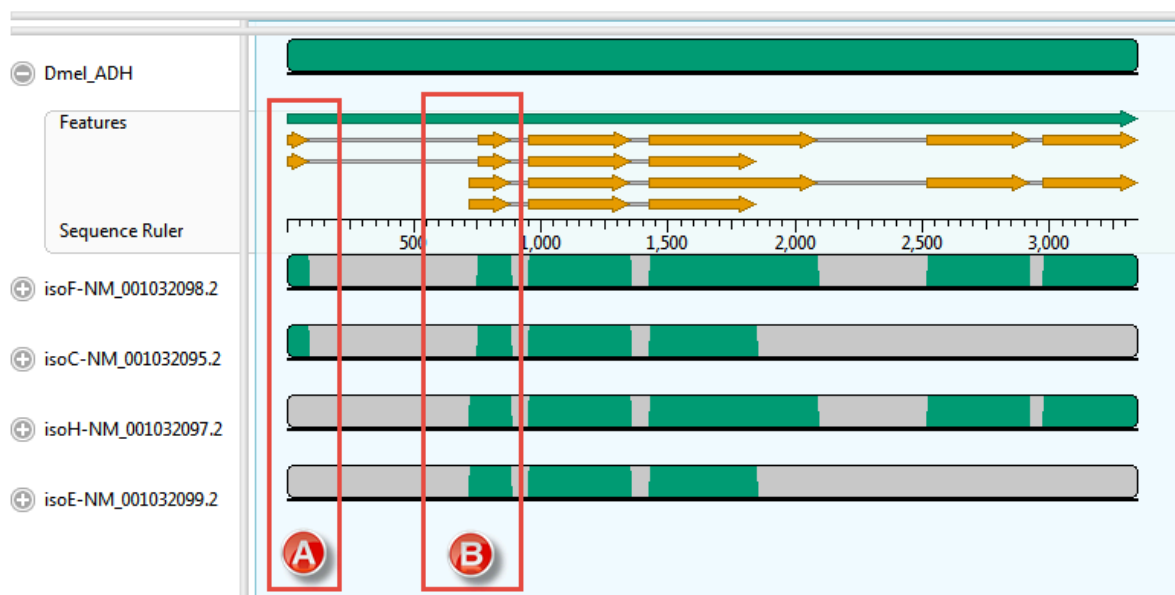 Dmel_ADH
Features
Sequence Ruler
500 1,000 1,500 2,000 2,500 3,000
isoF-NM_001032098.2
isoC-NM_001032095.2
isoH-NM_001032097.2
isoE-NM_001032099.2
A B